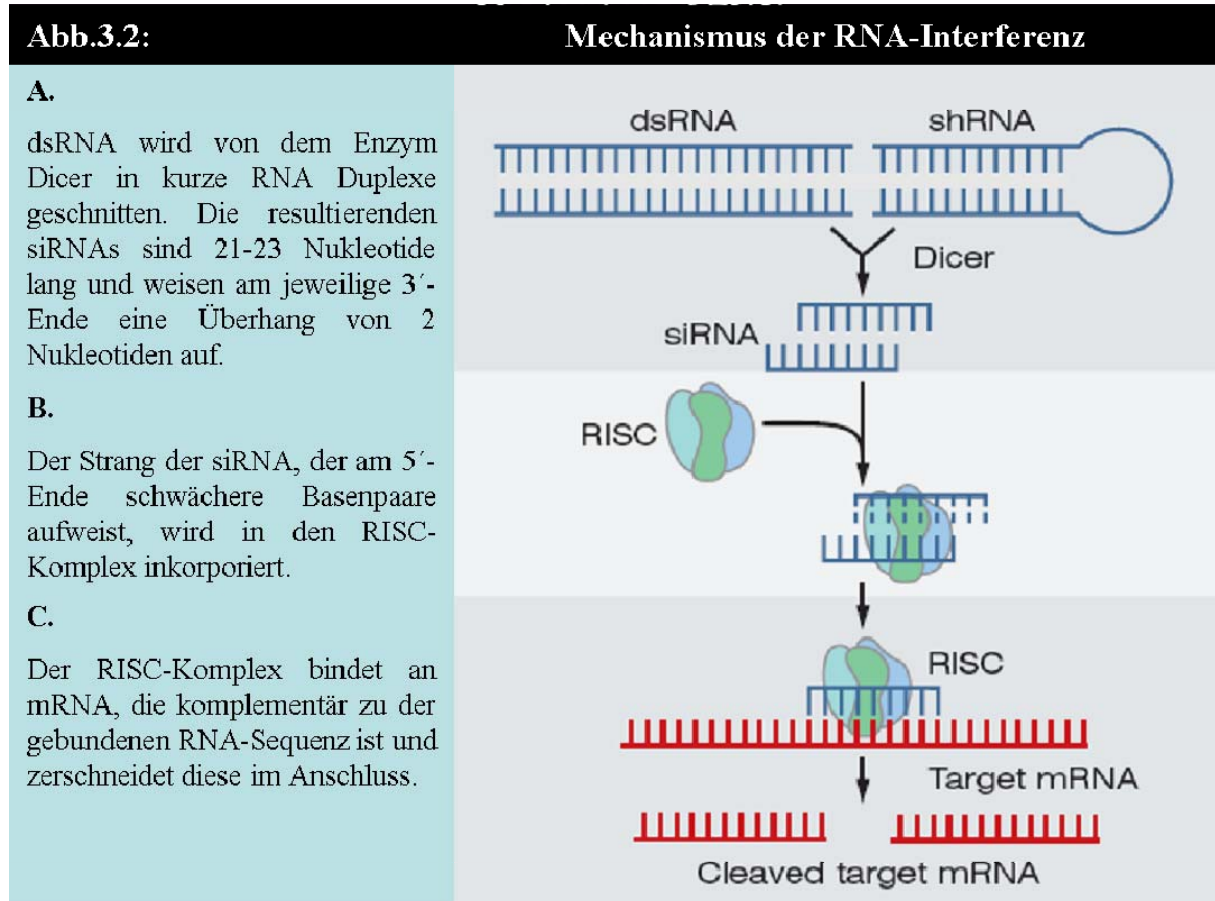 Abb.3.2:
Mechanismus der RNA-Interferenz
A.
dsRNA wird von dem Enzym
Dicer in kurze RNA Duplexe
geschnitten. Die resultierenden
siRNAs sind 21-23 Nukleotide
lang und weisen am jeweilige 3´-
Ende eine Überhang von 2
Nukleotiden auf.
B.
Der Strang der siRNA, der am 5´-
Ende schwächere Basenpaare
aufweist, wird in den RISC-
Komplex inkorporiert.
C.
Der RISC-Komplex bindet an
mRNA, die komplementär zu der
gebundenen RNA-Sequenz ist und
zerschneidet diese im Anschluss.
dsRNA
shRNA
Dicer
siRNA
RISC
RISC
Target mRNA
Cleaved target mRNA